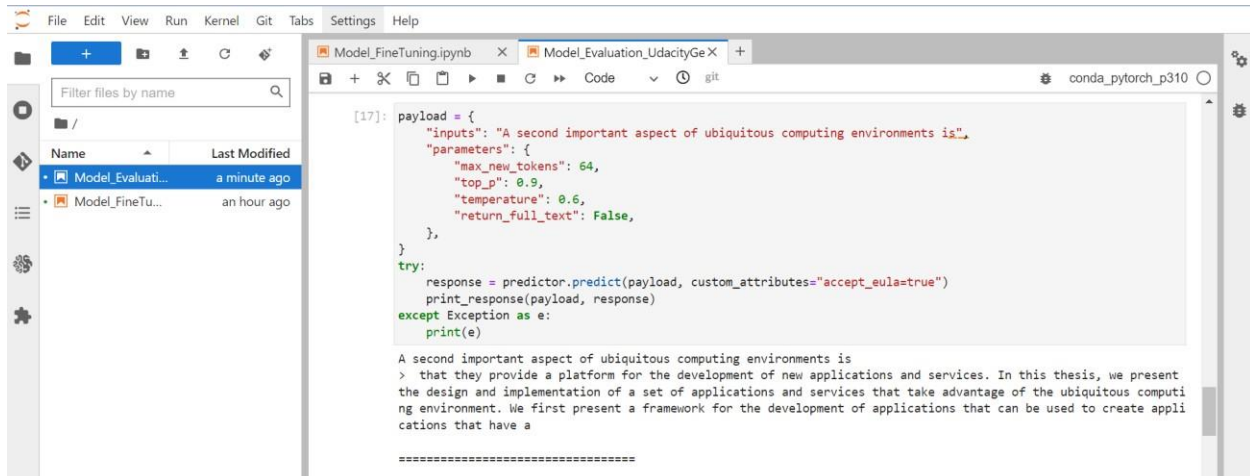 File Edit View Run Kernel Git Tabs Settings Help
Filter files by name
/
Name Last Modified
Model_Evaluati... a minute ago
Model_FineTu... an hour ago
Model_FineTuning.ipynb Model_Evaluation_UdacityGe
Code git conda_pytorch_p310
[17]: payload = {
"inputs": "A second important aspect of ubiquitous computing environments is",
"parameters": {
"max_new_tokens": 64,
"top_p": 0.9,
"temperature": 0.6,
"return_full_text": False,
},
}
try:
response = predictor.predict(payload, custom_attributes="accept_eula=true")
print_response(payload, response)
except Exception as e:
print(e)
A second important aspect of ubiquitous computing environments is
> that they provide a platform for the development of new applications and services. In this thesis, we present
the design and implementation of a set of applications and services that take advantage of the ubiquitous computi
ng environment. We first present a framework for the development of applications that can be used to create appli
cations that have a
==================================